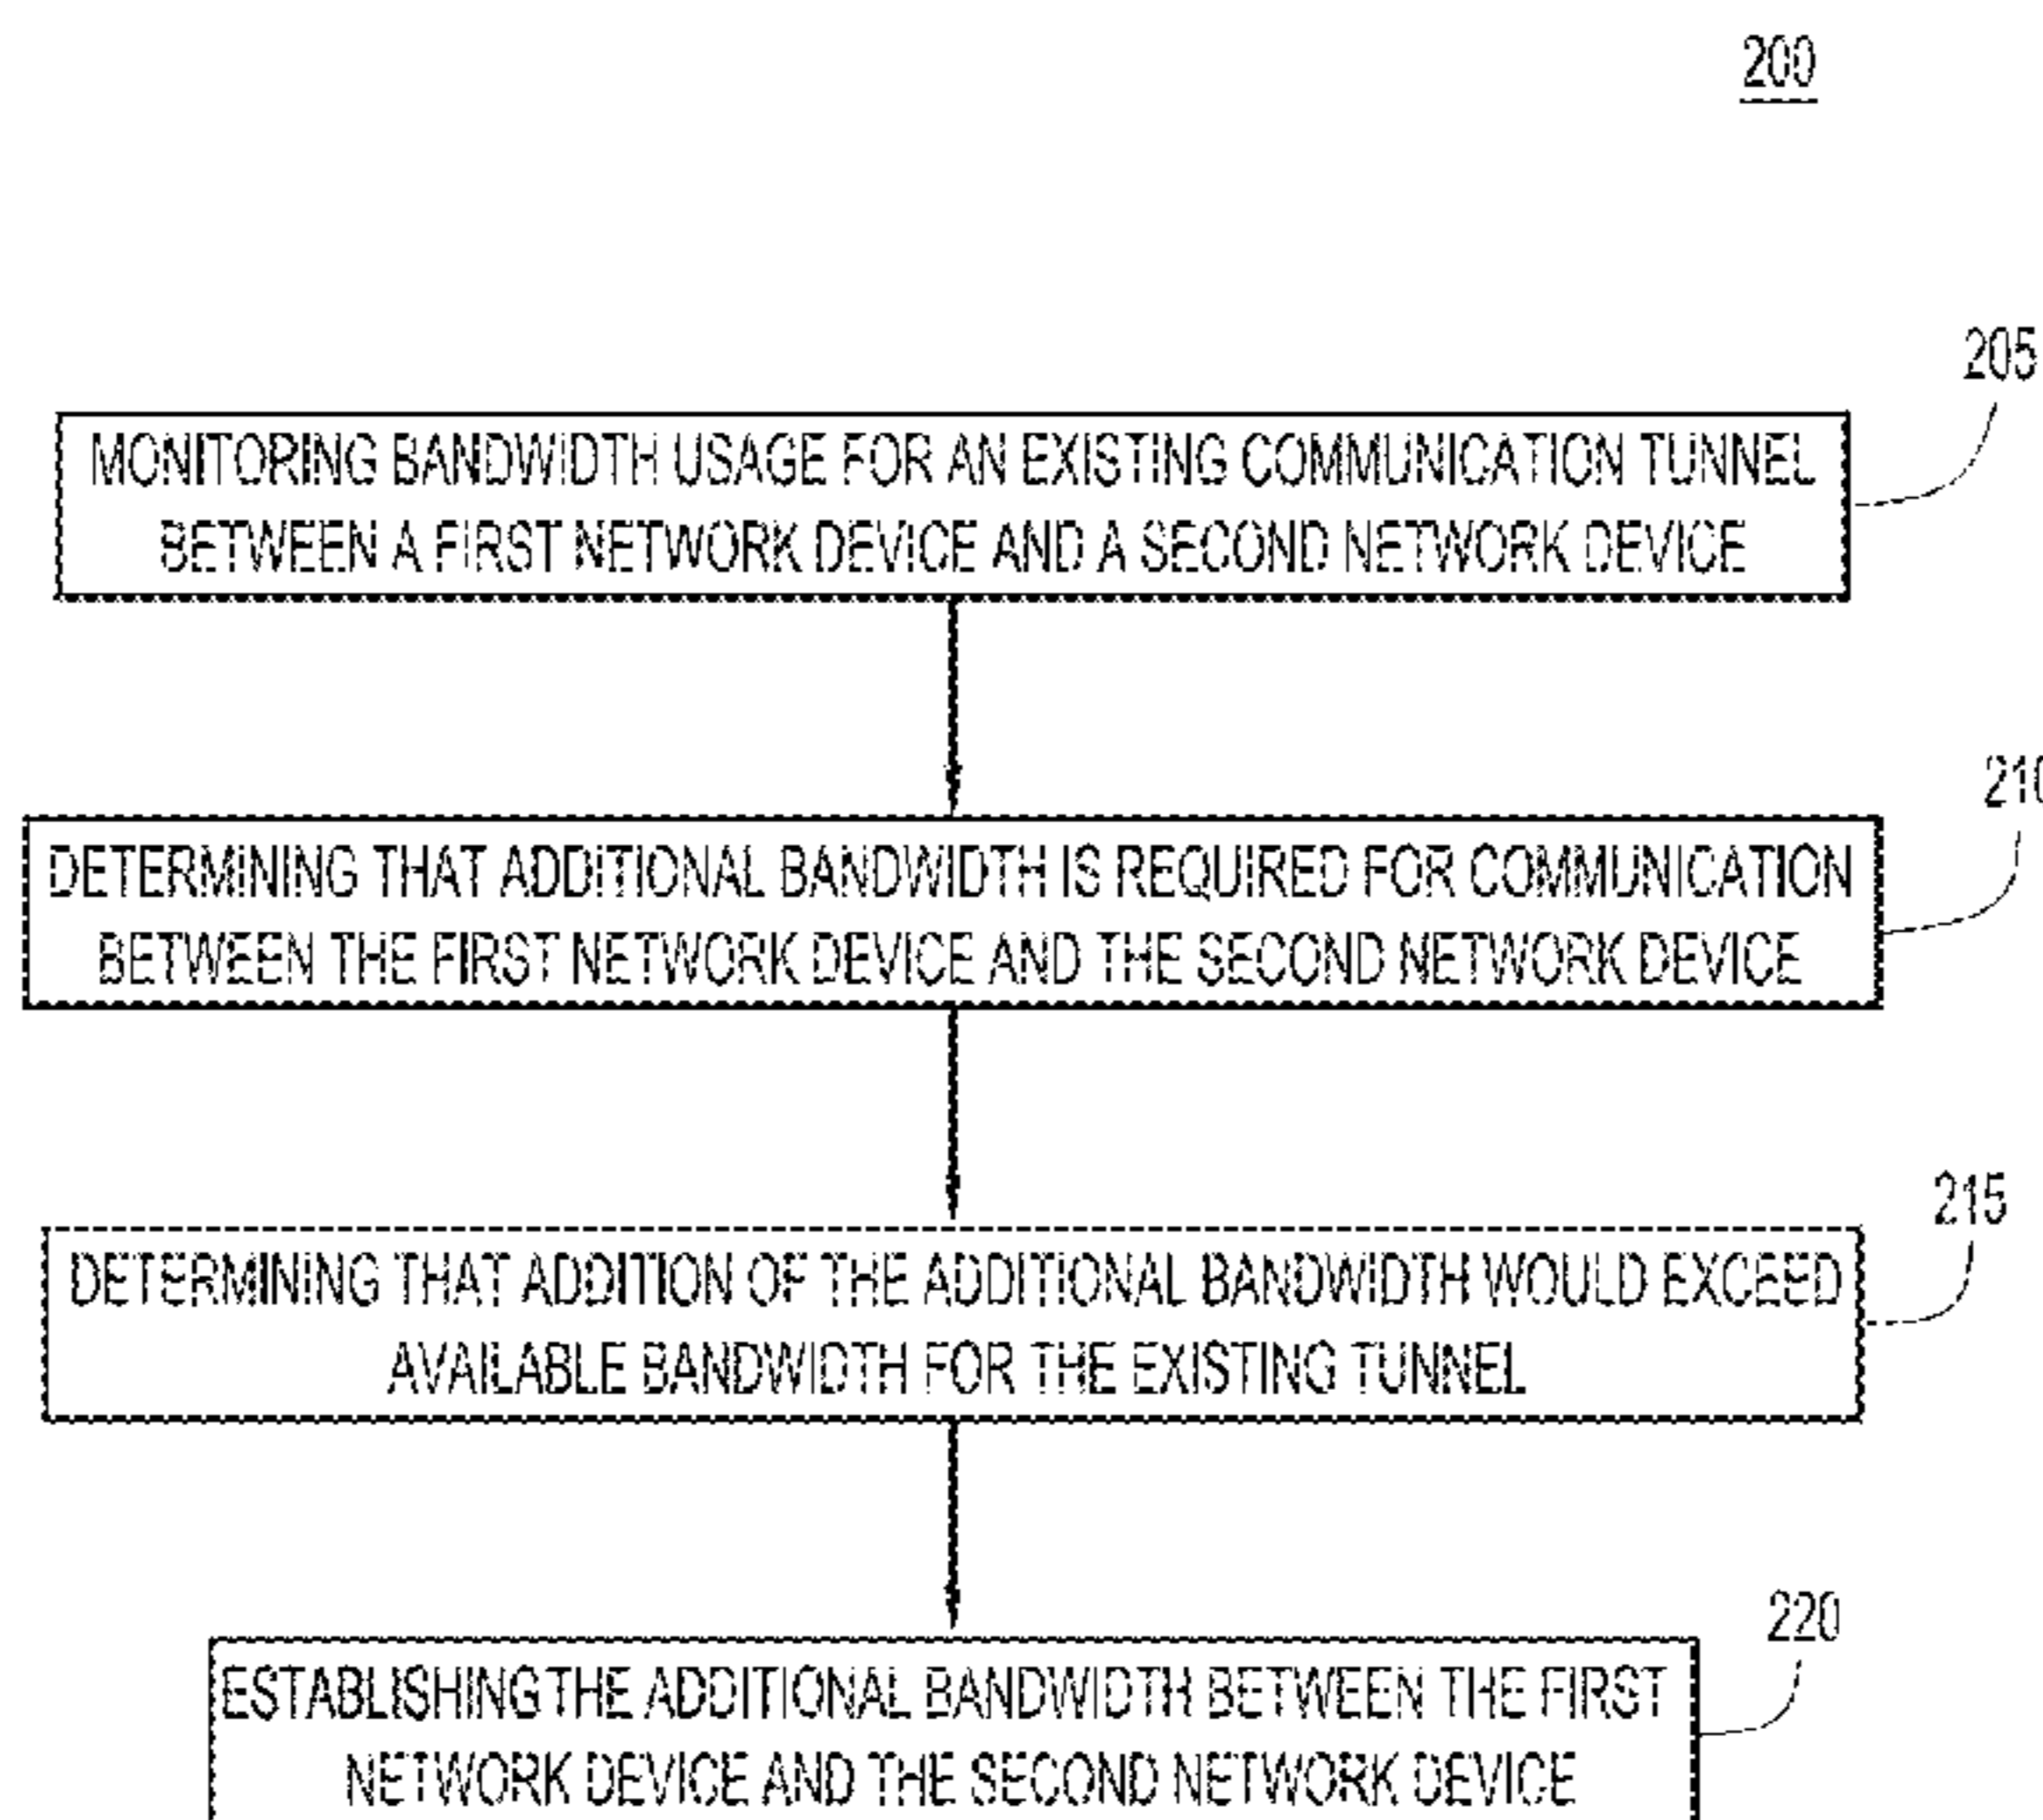 200
205
MONITORING BANDWIDTH USAGE FOR AN EXISTING COMMUNICATION TUNNEL
BETWEEN A FIRST NETWORK DEVICE AND A SECOND NETWORK DEVICE
210
DETERMINING THAT ADDITIONAL BANDWIDTH IS REQUIRED FOR COMMUNICATION
BETWEEN THE FIRST NETWORK DEVICE AND THE SECOND NETWORK DEVICE
215
DETERMINING THAT ADDITION OF THE ADDITIONAL BANDWIDTH WOULD EXCEED
AVAILABLE BANDWIDTH FOR THE EXISTING TUNNEL
220
ESTABLISHING THE ADDITIONAL BANDWIDTH BETWEEN THE FIRST
NETWORK DEVICE AND THE SECOND NETWORK DEVICE